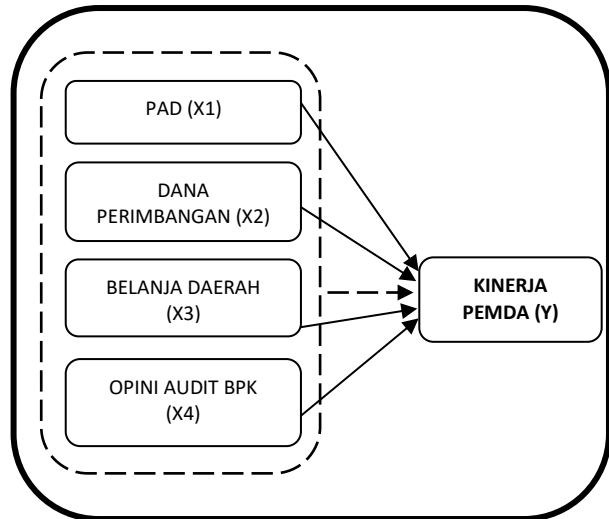 PAD (X1)
DANA
PERIMBANGAN (X2)
BELANJA DAERAH
(X3)
OPINI AUDIT BPK
(X4)
KINERJA
PEMDA (Y)